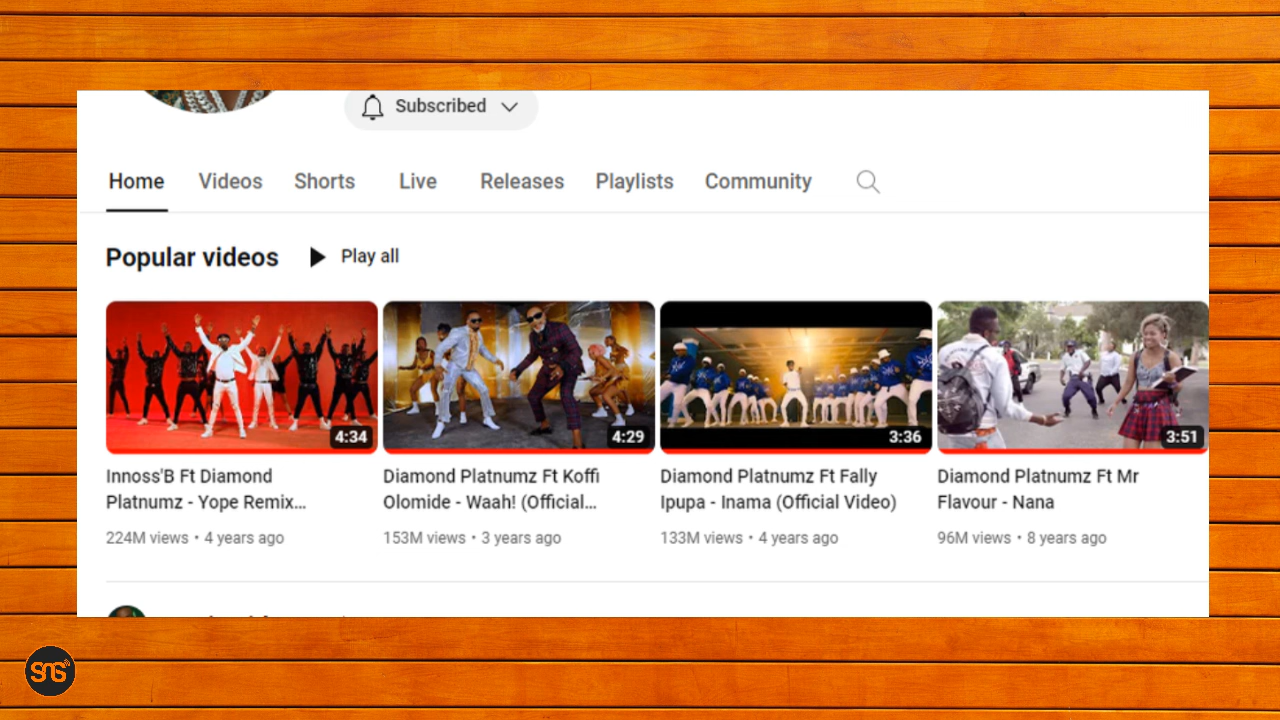 Subscribed
Home Videos Shorts Live Releases Playlists Community
Popular videos Play all
4:34 4:29 3:36 3:51
Innoss'B Ft Diamond
Platnumz - Yope Remix...
224M views • 4 years ago
Diamond Platnumz Ft Koffi
Olomide - Waah! (Official...
153M views • 3 years ago
Diamond Platnumz Ft Fally
Ipupa - Inama (Official Video)
133M views • 4 years ago
Diamond Platnumz Ft Mr
Flavour - Nana
96M views • 8 years ago
SNS